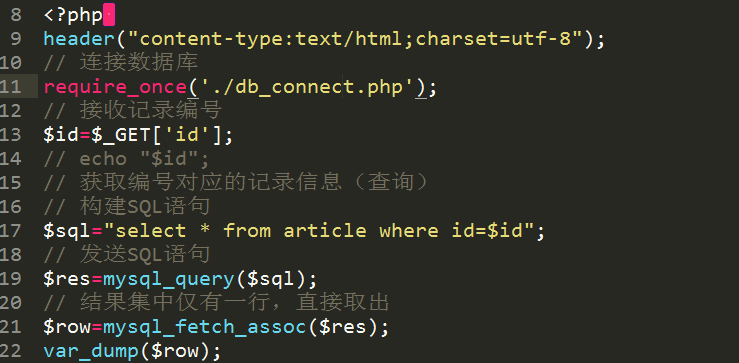 8 <?php
9 header("content-type:text/html;charset=utf-8");
10 // 连接数据库
11 require_once('./db_connect.php');
12 // 接收记录编号
13 $id=$_GET['id'];
14 // echo "$id";
15 // 获取编号对应的记录信息（查询）
16 // 构建SQL语句
17 $sql="select * from article where id=$id";
18 // 发送SQL语句
19 $res=mysql_query($sql);
20 // 结果集中仅有一行，直接取出
21 $row=mysql_fetch_assoc($res);
22 var_dump($row);